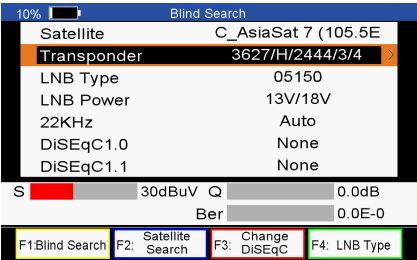 10% Blind Search
Satellite C_AsiaSat 7 (105.5E
Transponder 3627/H/2444/3/4 >
LNB Type 05150
LNB Power 13V/18V
22KHz Auto
DiSEqC1.0 None
DiSEqC1.1 None
S 30dBuV Q 0.0dB
Ber 0.0E-0
F1:Blind Search F2: Satellite Search F3: Change DiSEqC F4: LNB Type